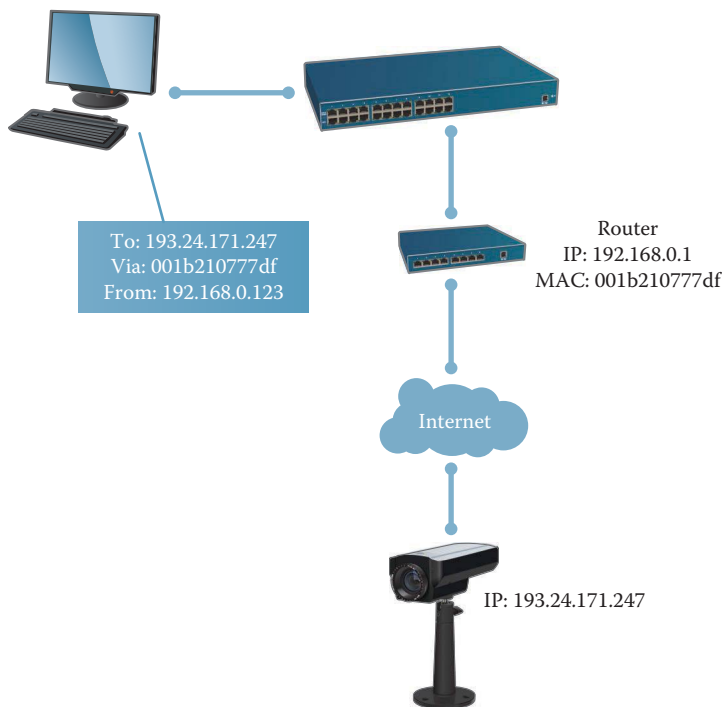 To: 193.24.171.247
Via: 001b210777df
From: 192.168.0.123
Router
IP: 192.168.0.1
MAC: 001b210777df
Internet
IP: 193.24.171.247